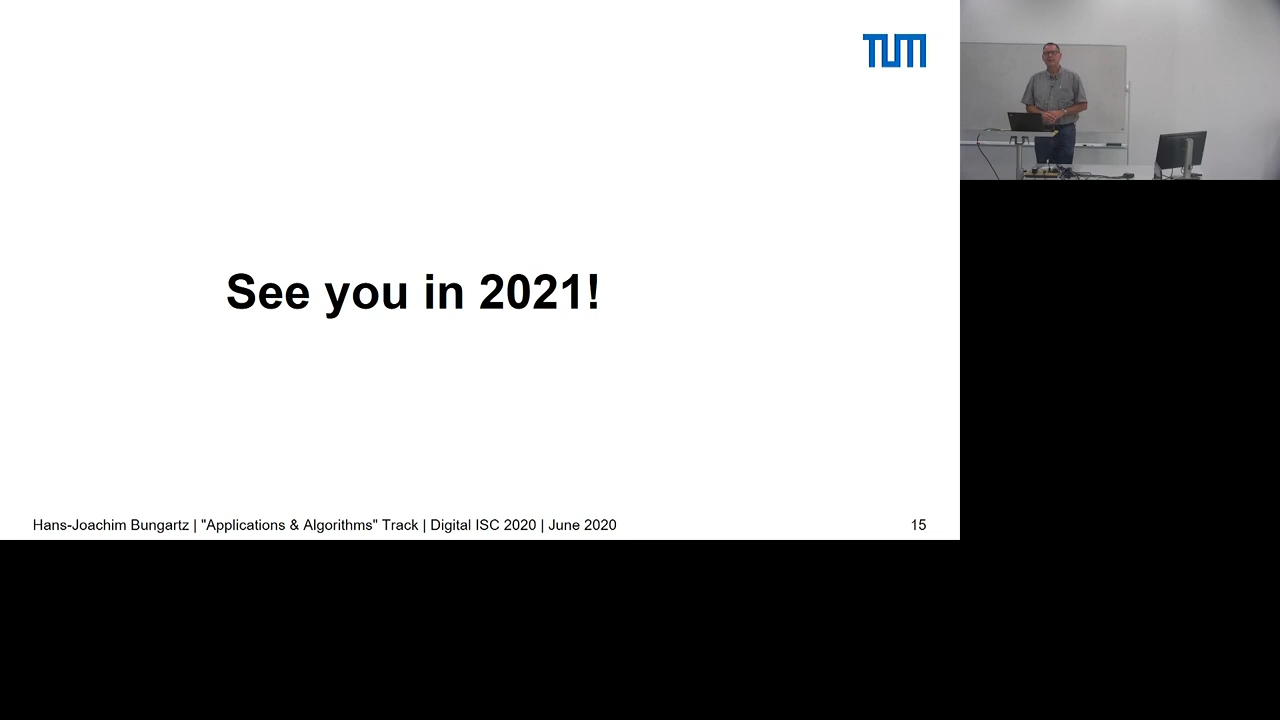 TUM
See you in 2021!
Hans-Joachim Bungartz | "Applications & Algorithms" Track | Digital ISC 2020 | June 2020
15